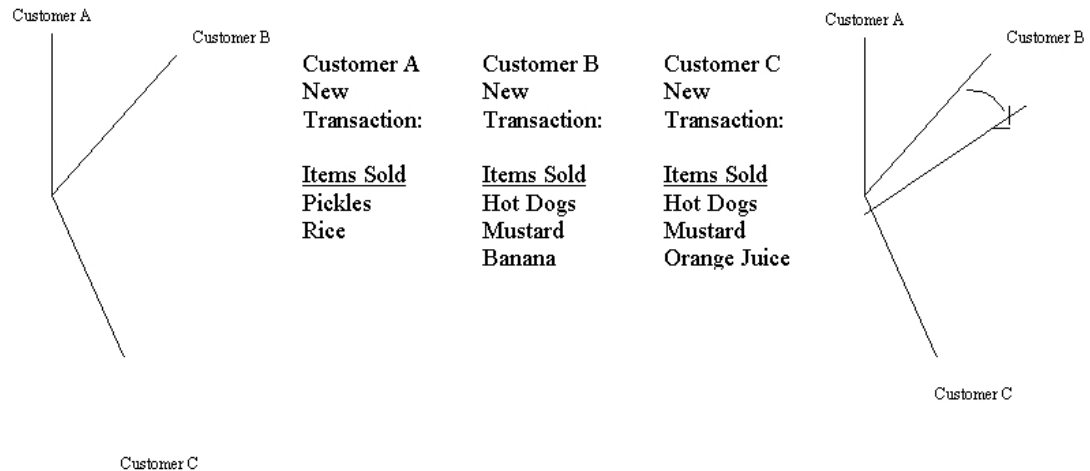 Customer A
Customer B
Customer C
Customer A
New
Transaction:
Items Sold
Pickles
Rice
Customer B
New
Transaction:
Items Sold
Hot Dogs
Mustard
Banana
Customer C
New
Transaction:
Items Sold
Hot Dogs
Mustard
Orange Juice
Customer A
Customer B
Customer C